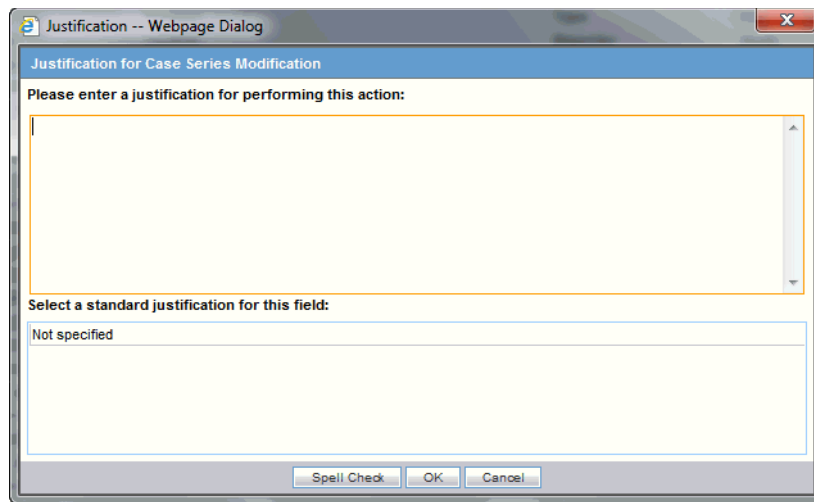 Justification -- Webpage Dialog
x
Justification for Case Series Modification
Please enter a justification for performing this action:
Select a standard justification for this field:
Not specified
Spell Check OK Cancel